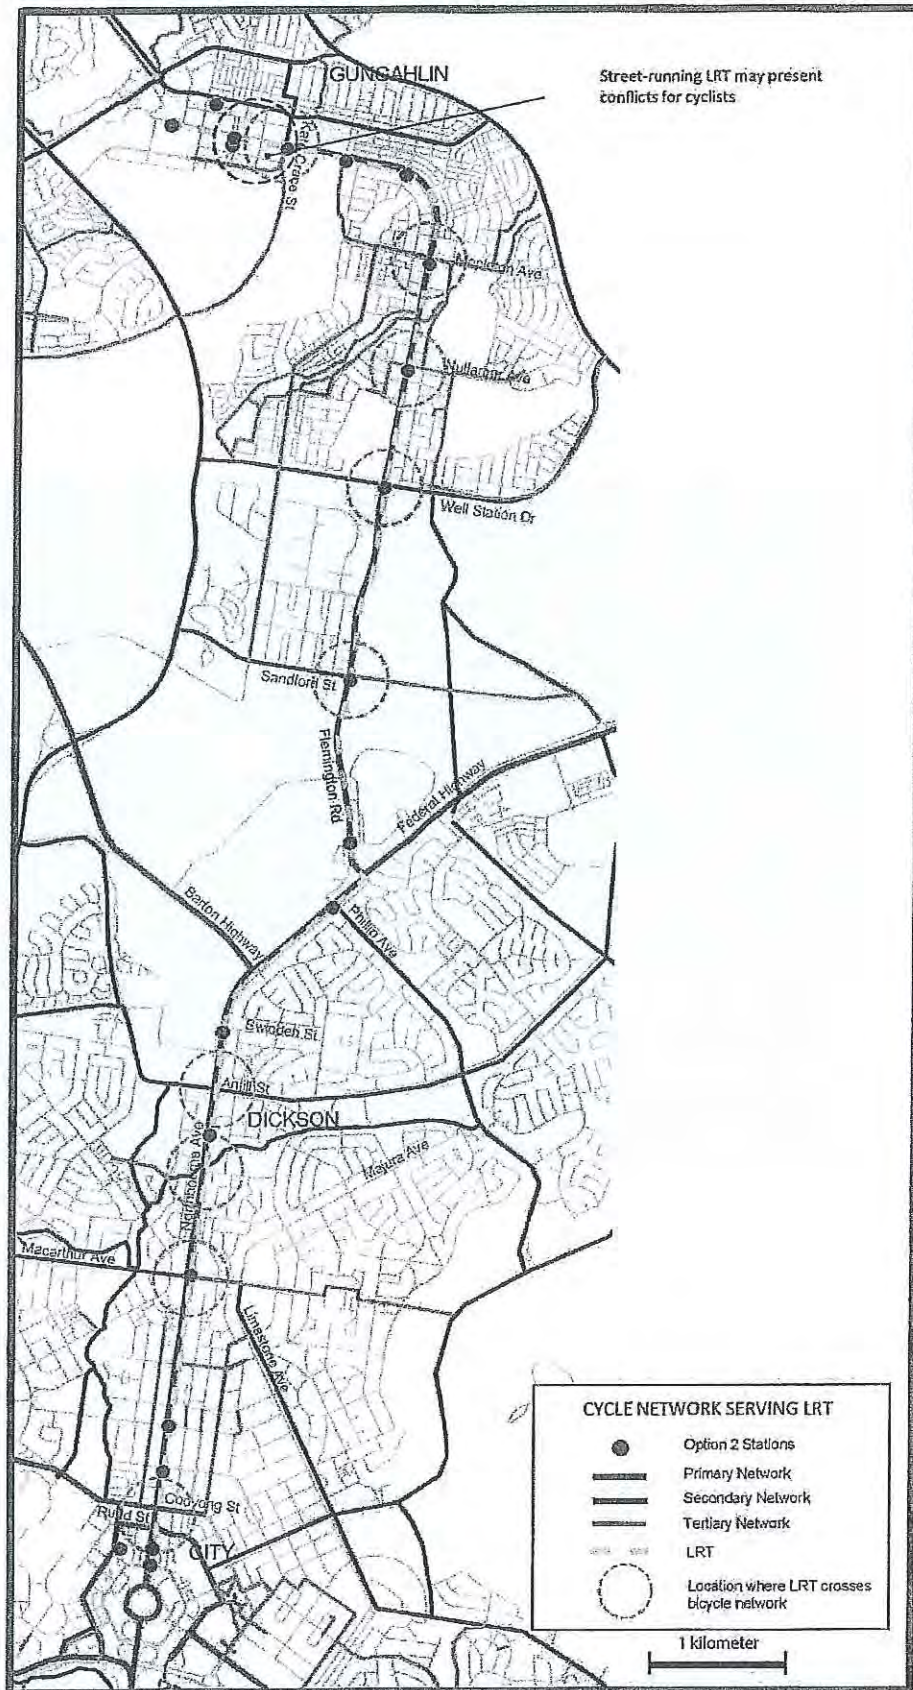 GUNGAHLIN
Street-running LRT may present
conflicts for cyclists
Well Station Dr
Sandford St
Flemington Rd
Federal Highway
Barton Highway
Phillip Ave
Swinden St
Antill St
DICKSON
Northbourne Ave
Majura Ave
Macarthur Ave
Limestone Ave
Cooyong St
Rudd St
CITY
CYCLE NETWORK SERVING LRT
Option 2 Stations
Primary Network
Secondary Network
Tertiary Network
LRT
Location where LRT crosses
bicycle network
1 kilometer